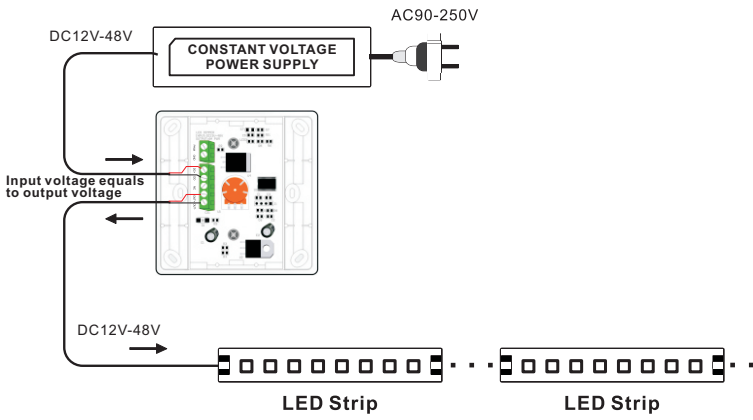 AC90-250V
DC12V-48V
CONSTANT VOLTAGE
POWER SUPPLY
Input voltage equals
to output voltage
DC12V-48V
LED Strip
LED Strip